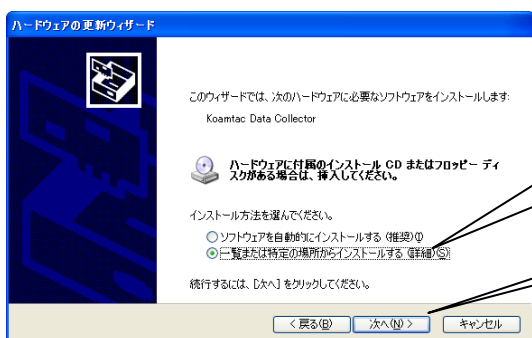 ハードウェアの更新ウィザード
このウィザードでは、次のハードウェアに必要なソフトウェアをインストールします:
Koamtac Data Collector
ハードウェアに付属のインストール CD またはフロッピー ディ
スクがある場合は、挿入してください。
インストール方法を選んでください。
ソフトウェアを自動的にインストールする (推奨)(I)
一覧または特定の場所からインストールする (詳細)(S)
続行するには、[次へ] をクリックしてください。
< 戻る(B)
次へ(N) >
キャンセル